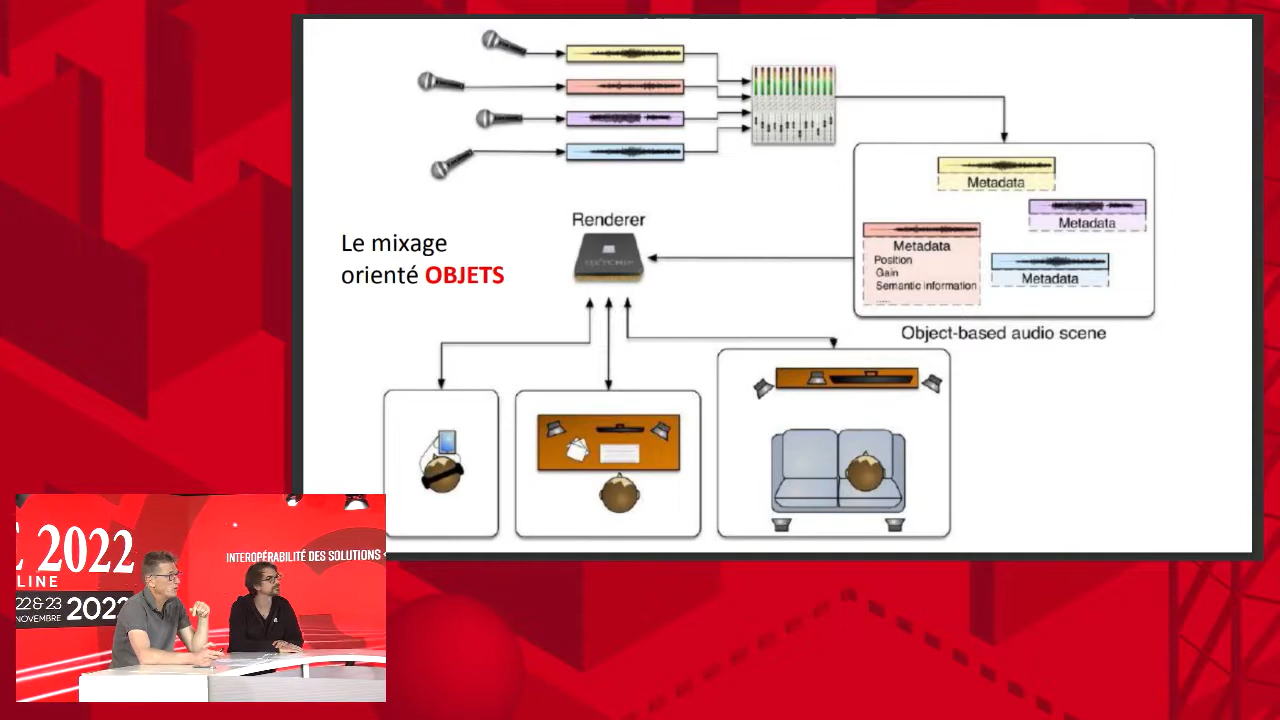 Metadata
Metadata
Metadata
Position
Gain
Semantic information
....
Metadata
Object-based audio scene
Renderer
Le mixage
orienté OBJETS
E 2022
LINE
22&23
NOVEMBRE
2022
INTEROPÉRABILITÉ DES SOLUTIONS